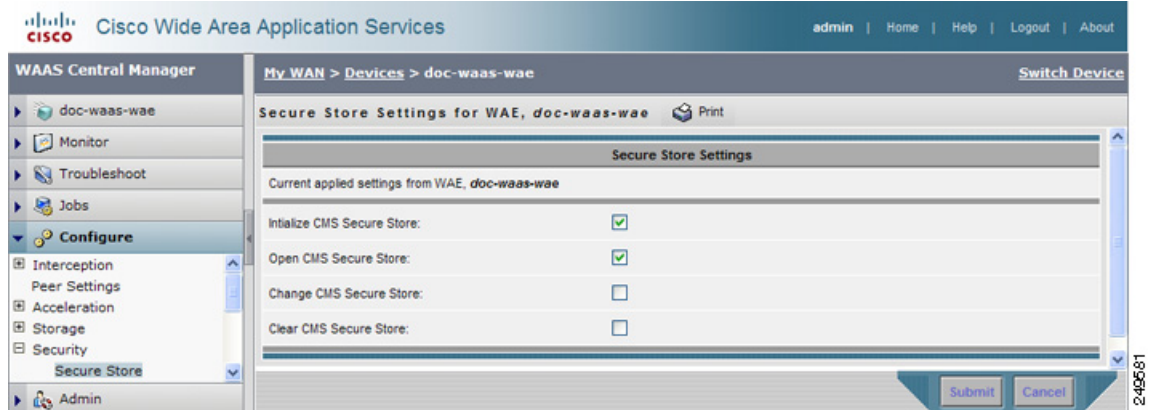 CISCO Cisco Wide Area Application Services
admin | Home | Help | Logout | About
WAAS Central Manager
My WAN > Devices > doc-waas-wae
Switch Device
doc-waas-wae
Monitor
Troubleshoot
Jobs
Configure
Interception
Peer Settings
Acceleration
Storage
Security
Secure Store
Admin
Secure Store Settings for WAE, doc-waas-wae
Print
Secure Store Settings
Current applied settings from WAE, doc-waas-wae
Intialize CMS Secure Store:
Open CMS Secure Store:
Change CMS Secure Store:
Clear CMS Secure Store:
Submit
Cancel
249581